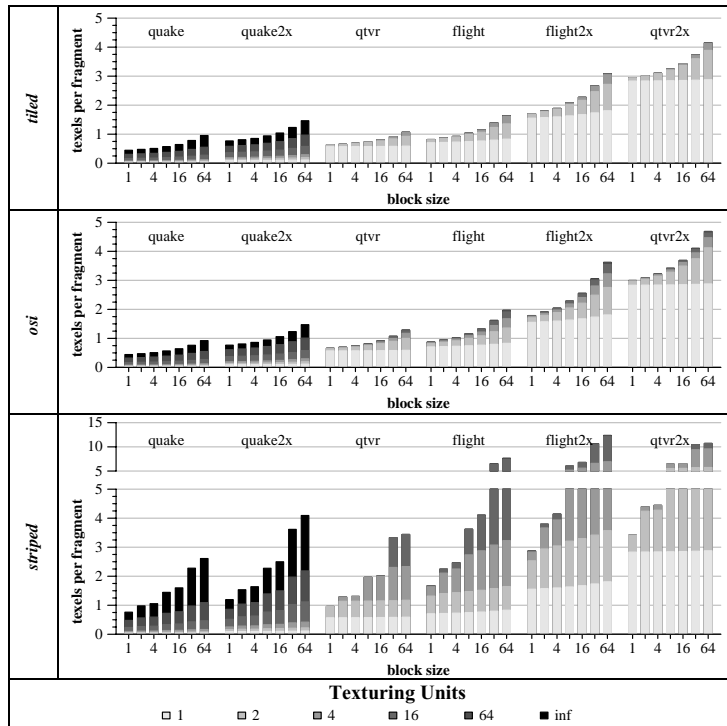 tiled
texels per fragment
5
4
3
2
1
0
quake quake2x qtvr flight flight2x qtvr2x
1 4 16 64 1 4 16 64 1 4 16 64 1 4 16 64 1 4 16 64 1 4 16 64
block size
osi
texels per fragment
5
4
3
2
1
0
quake quake2x qtvr flight flight2x qtvr2x
1 4 16 64 1 4 16 64 1 4 16 64 1 4 16 64 1 4 16 64 1 4 16 64
block size
striped
texels per fragment
15
10
5
5
4
3
2
1
0
quake quake2x qtvr flight flight2x qtvr2x
1 4 16 64 1 4 16 64 1 4 16 64 1 4 16 64 1 4 16 64 1 4 16 64
block size
Texturing Units
1 2 4 16 64 inf